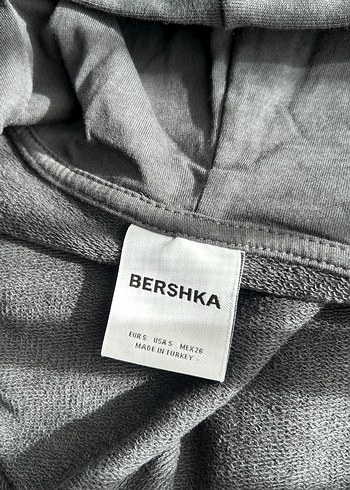 BERSHKA
EUR S USA S MEX 26
MADE IN TURKEY